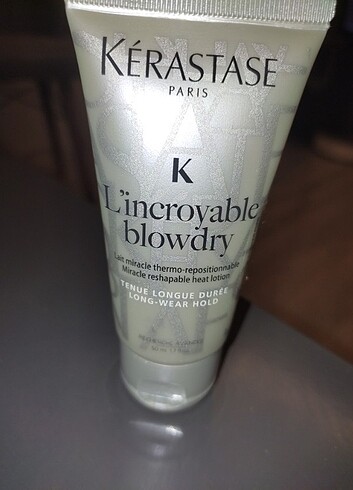 KÉRASTASE
PARIS
K
L'incroyable
blowdry
Lait miracle thermo-repositionnable
Miracle reshapable heat lotion
TENUE LONGUE DURÉE
LONG-WEAR HOLD